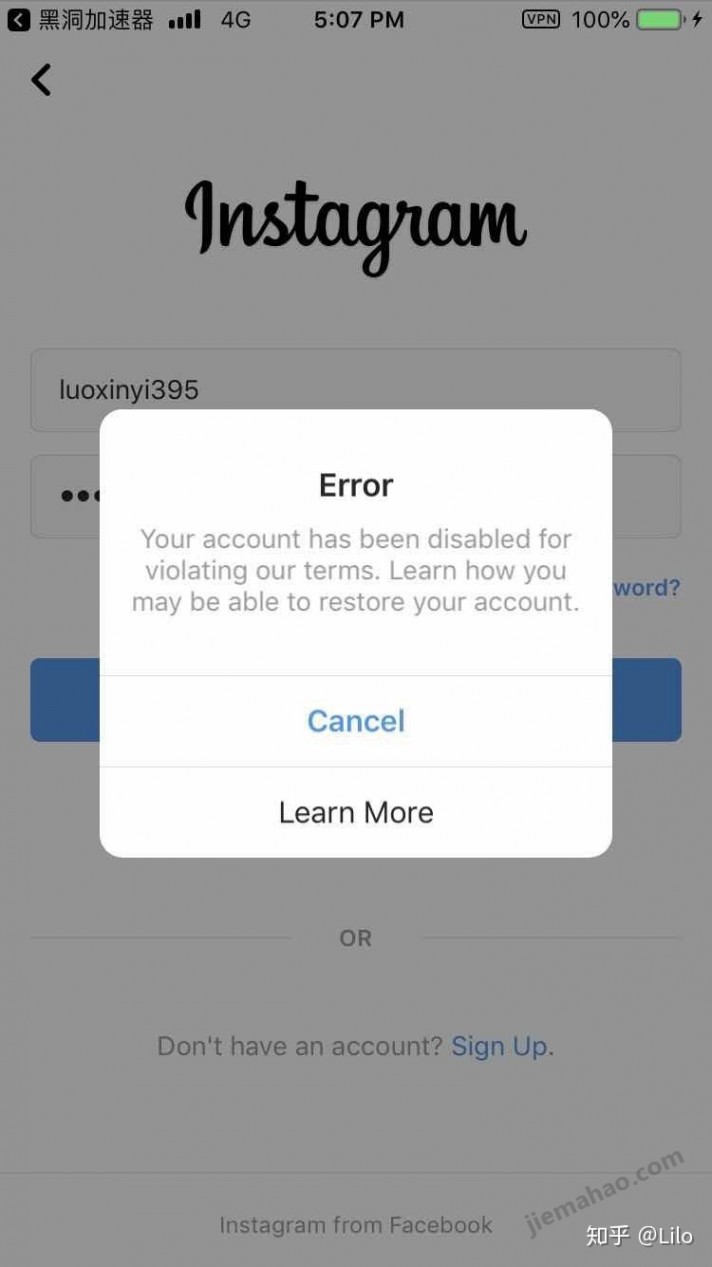 黑洞加速器 4G 5:07 PM VPN 100%
Instagram
luoxinyi395
Error
Your account has been disabled for
violating our terms. Learn how you
may be able to restore your account.
word?
Cancel
Learn More
OR
Don't have an account? Sign Up.
Instagram from Facebook
jiemahao.com
知乎 @Lilo